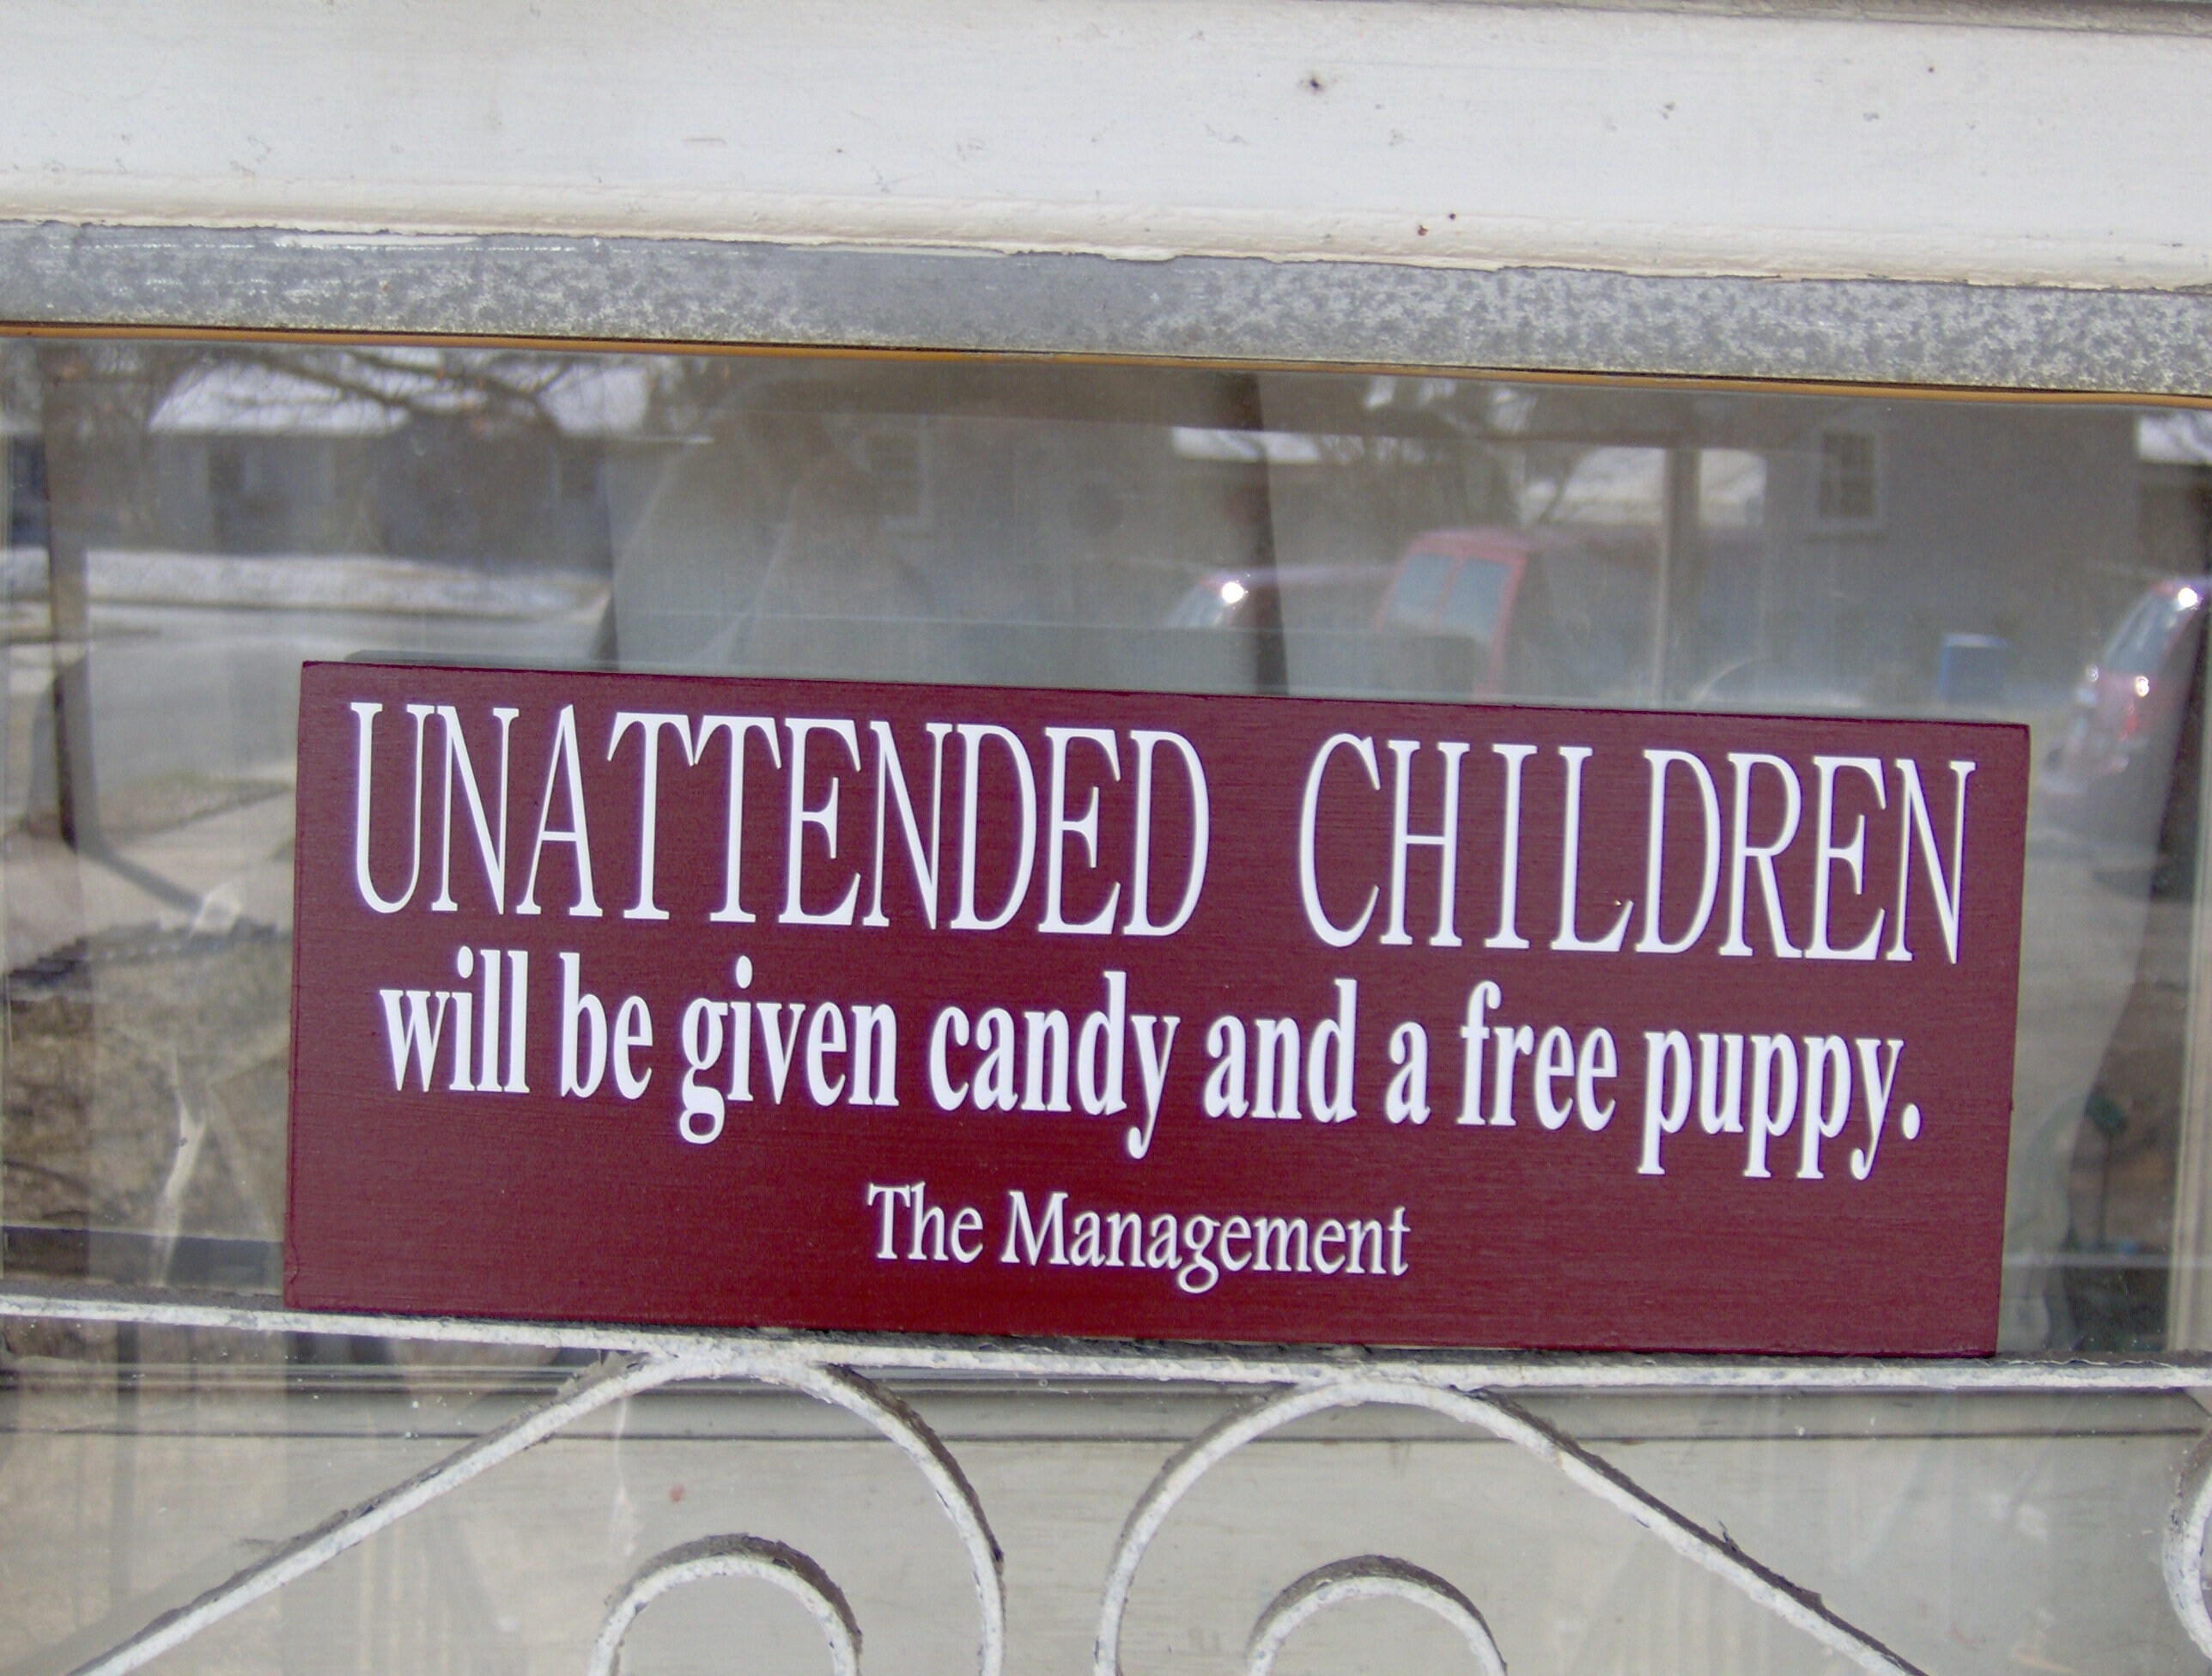 UNATTENDED CHILDREN
will be given candy and a free puppy.
The Management